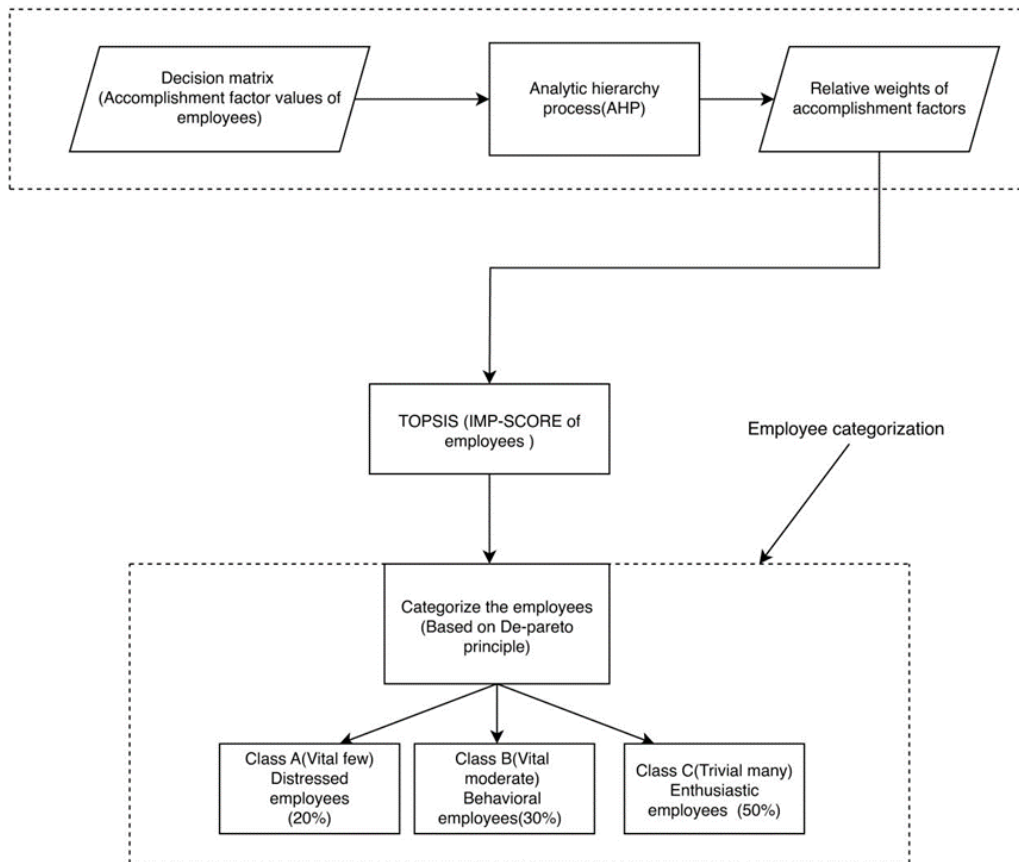 Decision matrix
(Accomplishment factor values of
employees)
Analytic hierarchy
process(AHP)
Relative weights of
accomplishment factors
TOPSIS (IMP-SCORE of
employees )
Employee categorization
Categorize the employees
(Based on De-pareto
principle)
Class A(Vital few)
Distressed
employees
(20%)
Class B(Vital
moderate)
Behavioral
employees(30%)
Class C(Trivial many)
Enthusiastic
employees (50%)